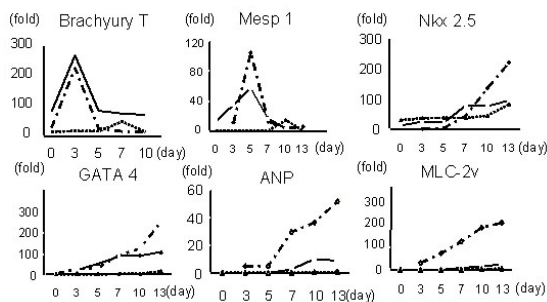 (fold) Brachyury T
300
200
100
0
0 3 5 7 10 (day)
(fold) Mesp 1
120
80
40
0
0 3 5 7 10 13 (day)
(fold) Nkx 2.5
300
200
100
0
0 3 5 7 10 13 (day)
(fold) GATA 4
300
200
100
0
0 3 5 7 10 13 (day)
(fold) ANP
60
40
20
0
0 3 5 7 10 13 (day)
(fold) MLC-2v
300
200
100
0
0 3 5 7 10 13 (day)